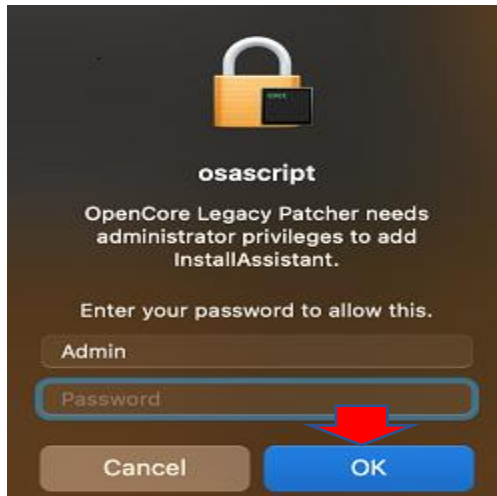 osascript
OpenCore Legacy Patcher needs
administrator privileges to add
InstallAssistant.
Enter your password to allow this.
Admin
Password
Cancel
OK